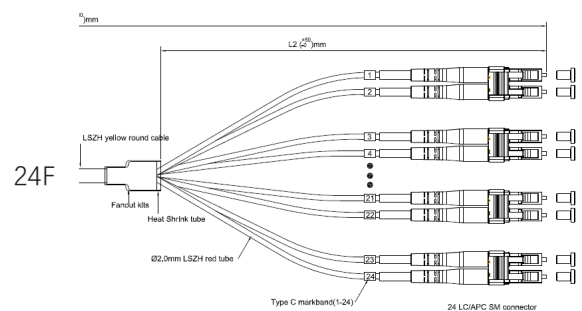 )mm
L2 (+50 -0)mm
1
2
LSZH yellow round cable
3
4
24F
21
Fanout kits
22
Heat Shrink tube
Ø2,0mm LSZH red tube
23
24
Type C markband(1-24)
24 LC/APC SM connector